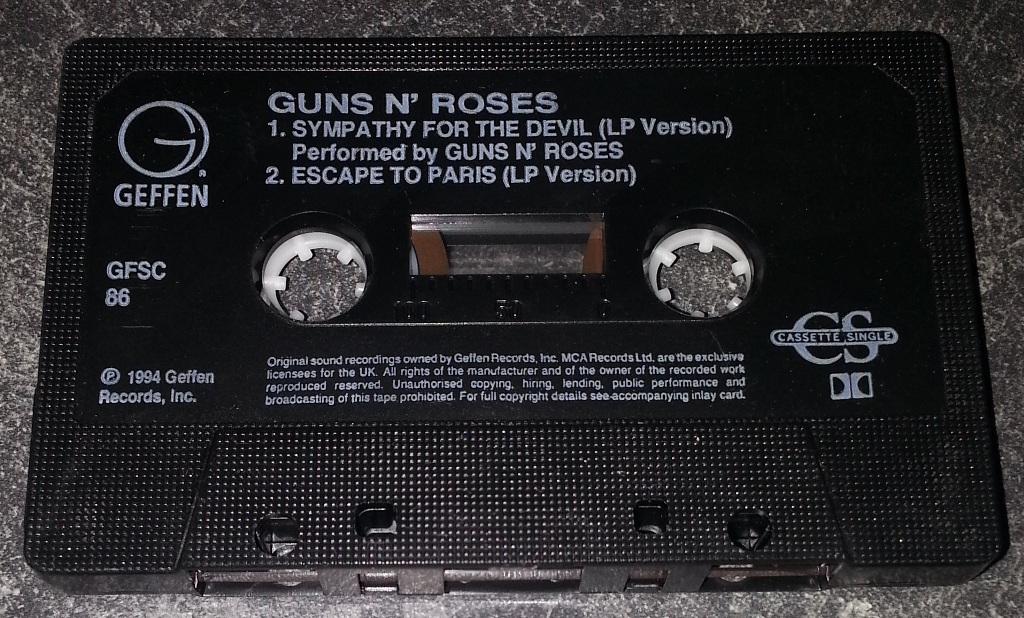 GUNS N' ROSES
1. SYMPATHY FOR THE DEVIL (LP Version)
Performed by GUNS N' ROSES
2. ESCAPE TO PARIS (LP Version)
G
R
GEFFEN
GFSC
86
100 50 0
CS
CASSETTE SINGLE
Ⓟ 1994 Geffen
Records, Inc.
Original sound recordings owned by Geffen Records, Inc. MCA Records Ltd. are the exclusive
licensees for the UK. All rights of the manufacturer and of the owner of the recorded work
reproduced reserved. Unauthorised copying, hiring, lending, public performance and
broadcasting of this tape prohibited. For full copyright details see accompanying inlay card.